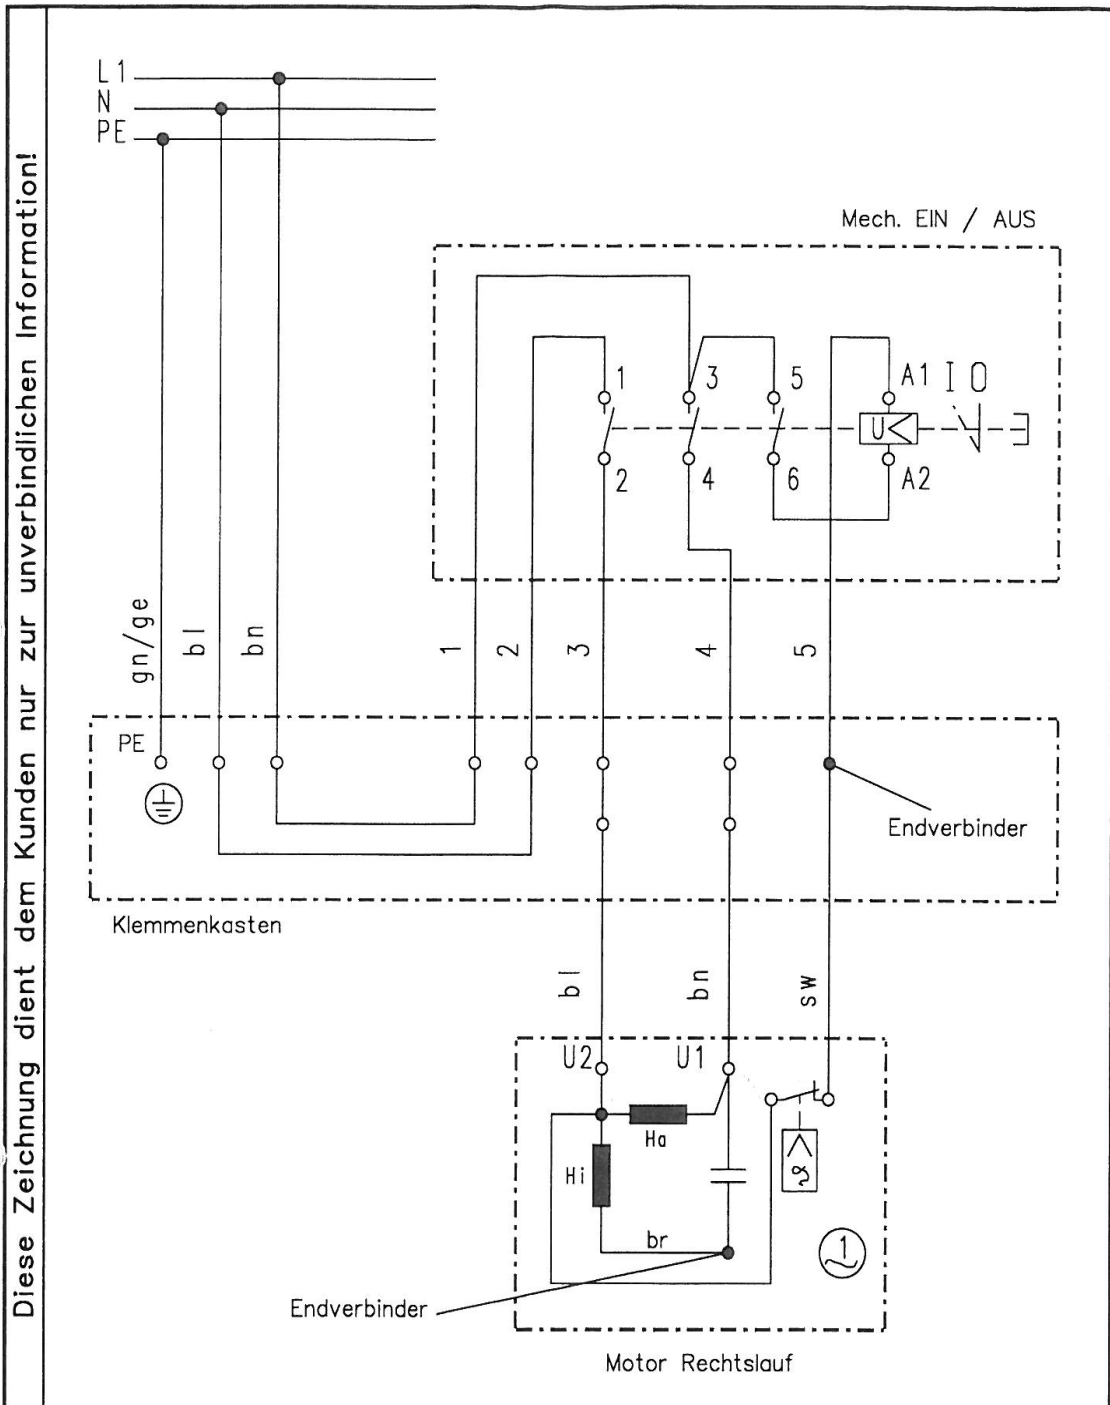 Diese Zeichnung dient dem Kunden nur zur unverbindlichen Information!
L1
N
PE
Mech. EIN / AUS
1
3
5
A1
I O
U<
2
4
6
A2
gn/ge
bl
bn
1
2
3
4
5
PE
Endverbinder
Klemmenkasten
bl
bn
sw
U2
U1
Ha
Hi
br
1
Endverbinder
Motor Rechtslauf